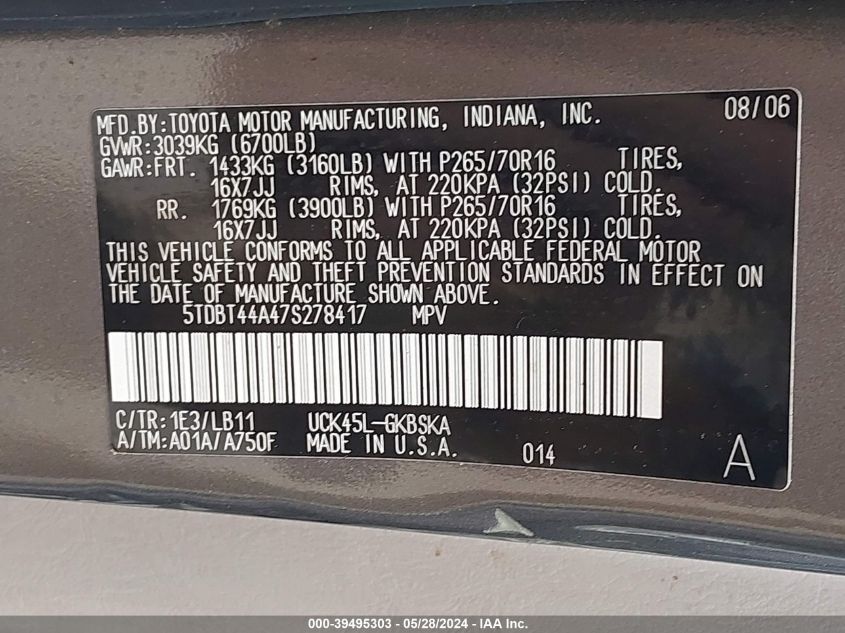 08/06
MFD.BY:TOYOTA MOTOR MANUFACTURING, INDIANA, INC.
GVWR:3039KG (6700LB)
GAWR:FRT. 1433KG (3160LB) WITH P265/70R16 TIRES,
16X7JJ RIMS, AT 220KPA (32PSI) COLD.
RR. 1769KG (3900LB) WITH P265/70R16 TIRES,
16X7JJ RIMS, AT 220KPA (32PSI) COLD.
THIS VEHICLE CONFORMS TO ALL APPLICABLE FEDERAL MOTOR
VEHICLE SAFETY AND THEFT PREVENTION STANDARDS IN EFFECT ON
THE DATE OF MANUFACTURE SHOWN ABOVE.
5TDBT44A47S278417 MPV
C/TR:1E3/LB11 UCK45L-GKBSKA
A/TM:A01A/A750F MADE IN U.S.A. 014 A
000-39495303 - 05/28/2024 - IAA Inc.